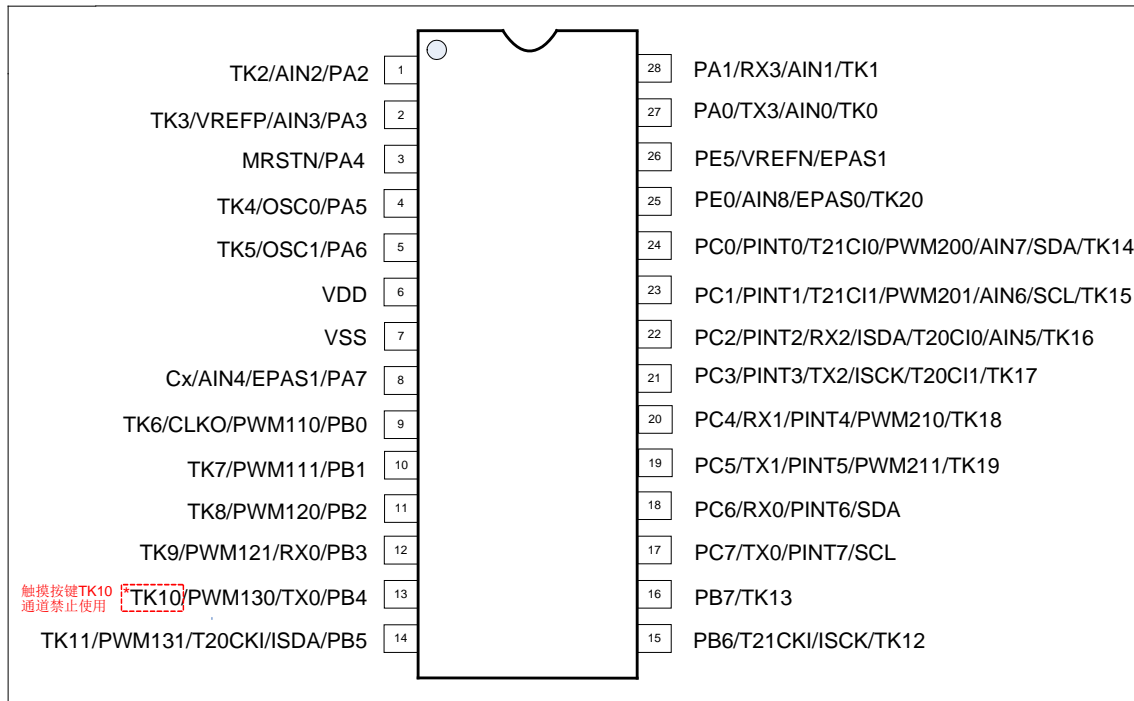 TK2/AIN2/PA2 1 28 PA1/RX3/AIN1/TK1
TK3/VREFP/AIN3/PA3 2 27 PA0/TX3/AIN0/TK0
MRSTN/PA4 3 26 PE5/VREFN/EPAS1
TK4/OSC0/PA5 4 25 PE0/AIN8/EPAS0/TK20
TK5/OSC1/PA6 5 24 PC0/PINT0/T21CI0/PWM200/AIN7/SDA/TK14
VDD 6 23 PC1/PINT1/T21CI1/PWM201/AIN6/SCL/TK15
VSS 7 22 PC2/PINT2/RX2/ISDA/T20CI0/AIN5/TK16
Cx/AIN4/EPAS1/PA7 8 21 PC3/PINT3/TX2/ISCK/T20CI1/TK17
TK6/CLKO/PWM110/PB0 9 20 PC4/RX1/PINT4/PWM210/TK18
TK7/PWM111/PB1 10 19 PC5/TX1/PINT5/PWM211/TK19
TK8/PWM120/PB2 11 18 PC6/RX0/PINT6/SDA
TK9/PWM121/RX0/PB3 12 17 PC7/TX0/PINT7/SCL
触摸按键TK10
通道禁止使用
*TK10/PWM130/TX0/PB4 13 16 PB7/TK13
TK11/PWM131/T20CKI/ISDA/PB5 14 15 PB6/T21CKI/ISCK/TK12